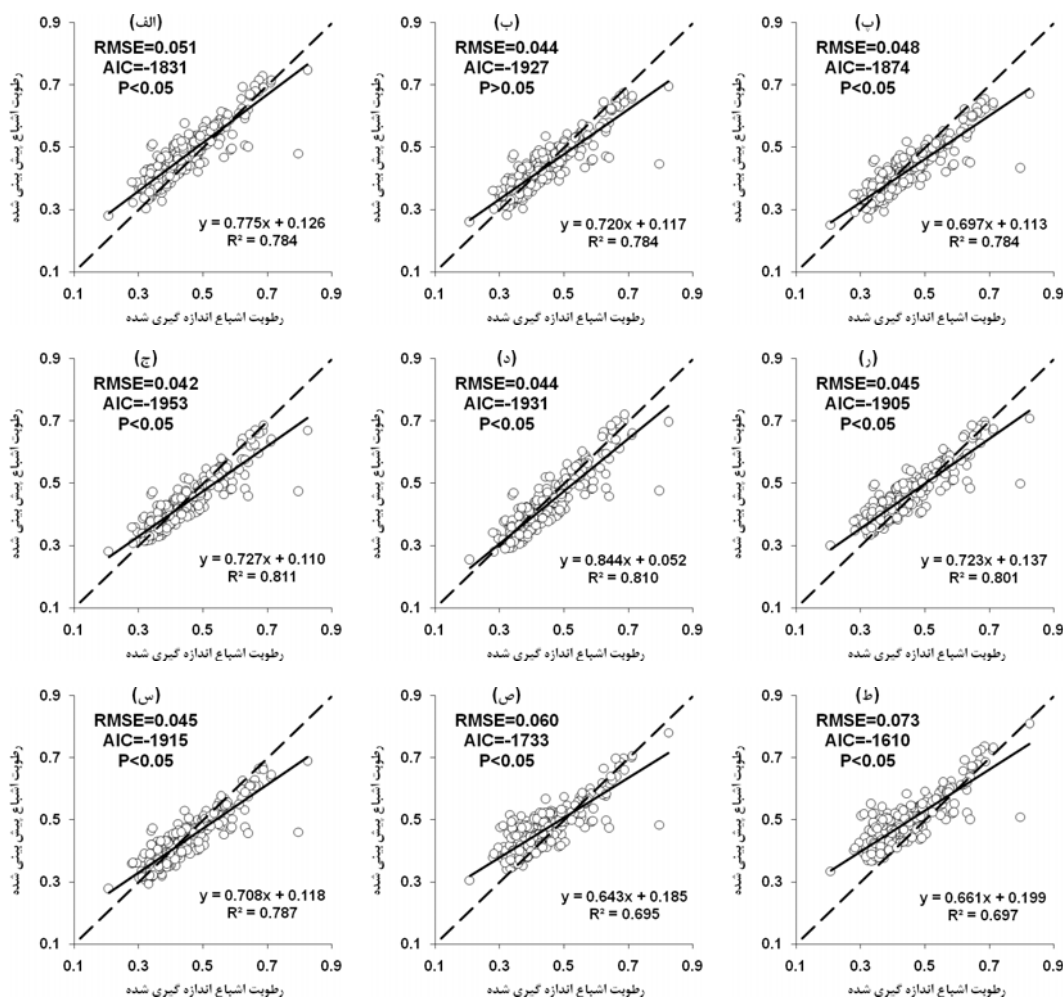 (الف)
RMSE=0.051
AIC=-1831
P<0.05
رطوبت اشباع پیش بینی شده
0.9
0.7
0.5
0.3
0.1
y = 0.775x + 0.126
R² = 0.784
0.1 0.3 0.5 0.7 0.9
رطوبت اشباع اندازه گیری شده
(ب)
RMSE=0.044
AIC=-1927
P>0.05
رطوبت اشباع پیش بینی شده
0.9
0.7
0.5
0.3
0.1
y = 0.720x + 0.117
R² = 0.784
0.1 0.3 0.5 0.7 0.9
رطوبت اشباع اندازه گیری شده
(پ)
RMSE=0.048
AIC=-1874
P<0.05
رطوبت اشباع پیش بینی شده
0.9
0.7
0.5
0.3
0.1
y = 0.697x + 0.113
R² = 0.784
0.1 0.3 0.5 0.7 0.9
رطوبت اشباع اندازه گیری شده
(ج)
RMSE=0.042
AIC=-1953
P<0.05
رطوبت اشباع پیش بینی شده
0.9
0.7
0.5
0.3
0.1
y = 0.727x + 0.110
R² = 0.811
0.1 0.3 0.5 0.7 0.9
رطوبت اشباع اندازه گیری شده
(د)
RMSE=0.044
AIC=-1931
P<0.05
رطوبت اشباع پیش بینی شده
0.9
0.7
0.5
0.3
0.1
y = 0.844x + 0.052
R² = 0.810
0.1 0.3 0.5 0.7 0.9
رطوبت اشباع اندازه گیری شده
(ر)
RMSE=0.045
AIC=-1905
P<0.05
رطوبت اشباع پیش بینی شده
0.9
0.7
0.5
0.3
0.1
y = 0.723x + 0.137
R² = 0.801
0.1 0.3 0.5 0.7 0.9
رطوبت اشباع اندازه گیری شده
(س)
RMSE=0.045
AIC=-1915
P<0.05
رطوبت اشباع پیش بینی شده
0.9
0.7
0.5
0.3
0.1
y = 0.708x + 0.118
R² = 0.787
0.1 0.3 0.5 0.7 0.9
رطوبت اشباع اندازه گیری شده
(ص)
RMSE=0.060
AIC=-1733
P<0.05
رطوبت اشباع پیش بینی شده
0.9
0.7
0.5
0.3
0.1
y = 0.643x + 0.185
R² = 0.695
0.1 0.3 0.5 0.7 0.9
رطوبت اشباع اندازه گیری شده
(ط)
RMSE=0.073
AIC=-1610
P<0.05
رطوبت اشباع پیش بینی شده
0.9
0.7
0.5
0.3
0.1
y = 0.661x + 0.199
R² = 0.697
0.1 0.3 0.5 0.7 0.9
رطوبت اشباع اندازه گیری شده